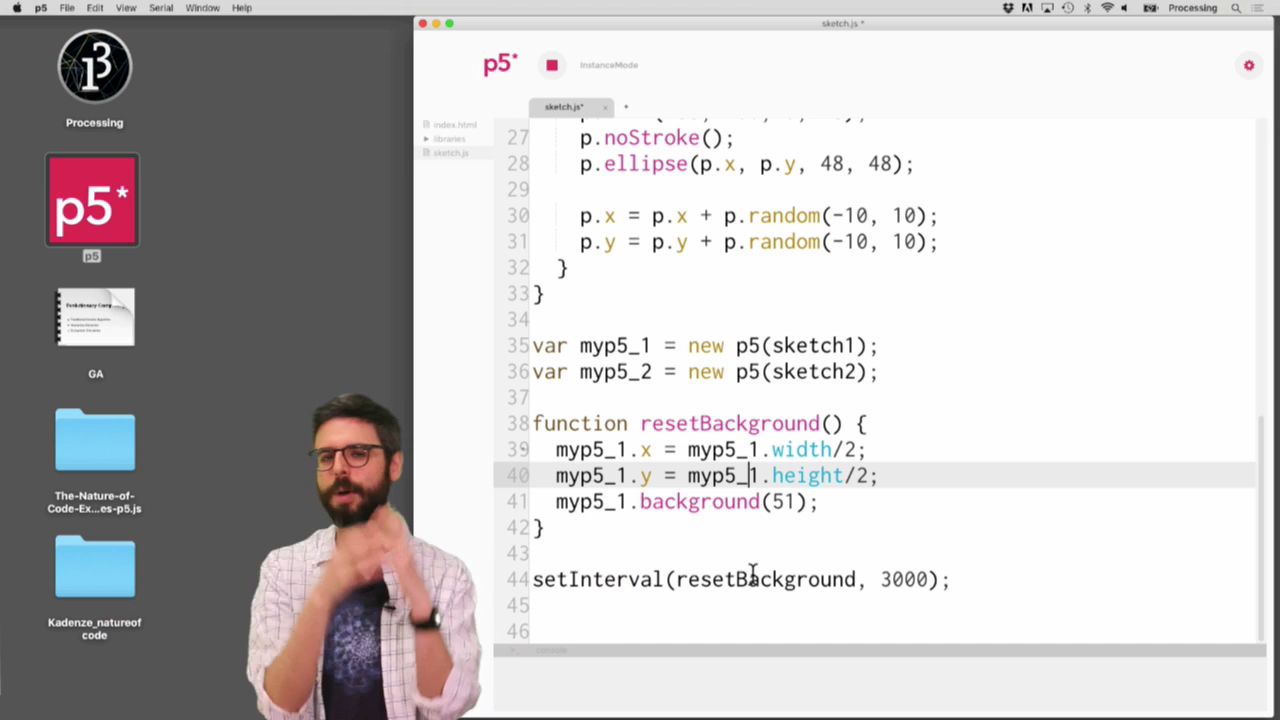 p5 File Edit View Serial Window Help Processing
sketch.js *
p5* InstanceMode
sketch.js* × +
index.html
libraries
sketch.js
Processing
p5*
p5
GA
The-Nature-of-
Code-Ex...es-p5.js
Kadenze_natureof
code
27 p.noStroke();
28 p.ellipse(p.x, p.y, 48, 48);
29
30 p.x = p.x + p.random(-10, 10);
31 p.y = p.y + p.random(-10, 10);
32 }
33 }
34
35 var myp5_1 = new p5(sketch1);
36 var myp5_2 = new p5(sketch2);
37
38 function resetBackground() {
39 myp5_1.x = myp5_1.width/2;
40 myp5_1.y = myp5_1.height/2;
41 myp5_1.background(51);
42 }
43
44 setInterval(resetBackground, 3000);
45
46
console